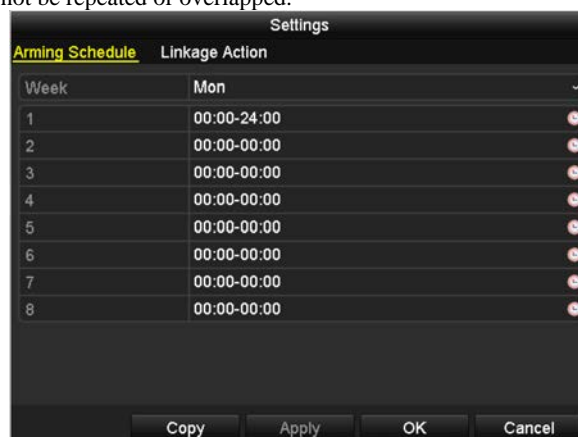 not be repeated or overlapped.
Settings
Arming Schedule Linkage Action
Week Mon
1 00:00-24:00
2 00:00-00:00
3 00:00-00:00
4 00:00-00:00
5 00:00-00:00
6 00:00-00:00
7 00:00-00:00
8 00:00-00:00
Copy Apply OK Cancel